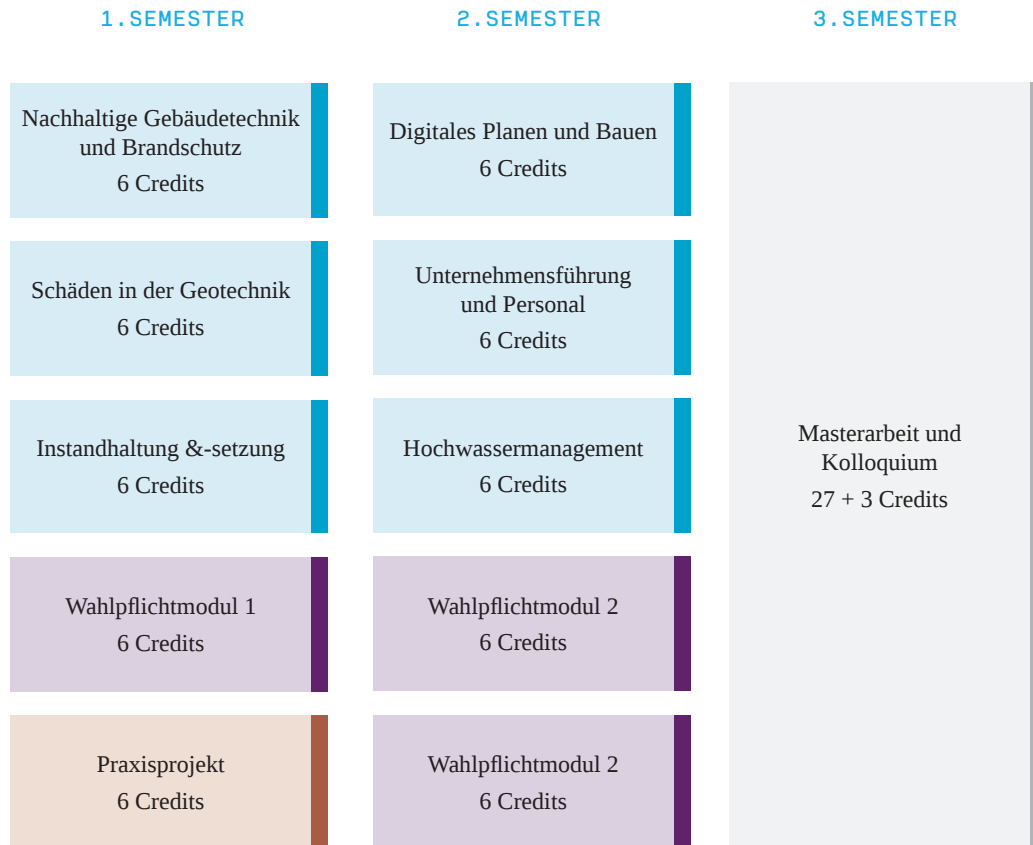 1.SEMESTER
2.SEMESTER
3.SEMESTER
Nachhaltige Gebäudetechnik
und Brandschutz
6 Credits
Schäden in der Geotechnik
6 Credits
Instandhaltung &-setzung
6 Credits
Wahlpflichtmodul 1
6 Credits
Praxisprojekt
6 Credits
Digitales Planen und Bauen
6 Credits
Unternehmensführung
und Personal
6 Credits
Hochwassermanagement
6 Credits
Wahlpflichtmodul 2
6 Credits
Wahlpflichtmodul 2
6 Credits
Masterarbeit und
Kolloquium
27 + 3 Credits